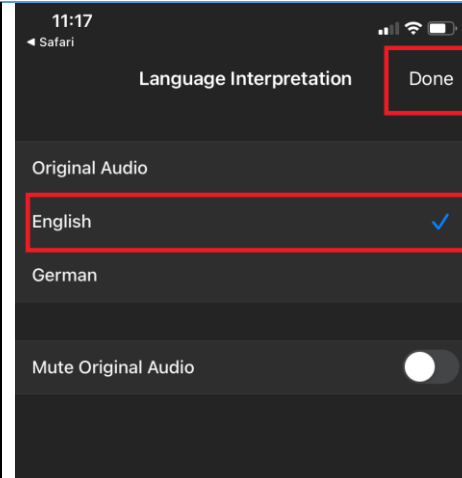 11:17
◀ Safari
Language Interpretation Done
Original Audio
English
German
Mute Original Audio